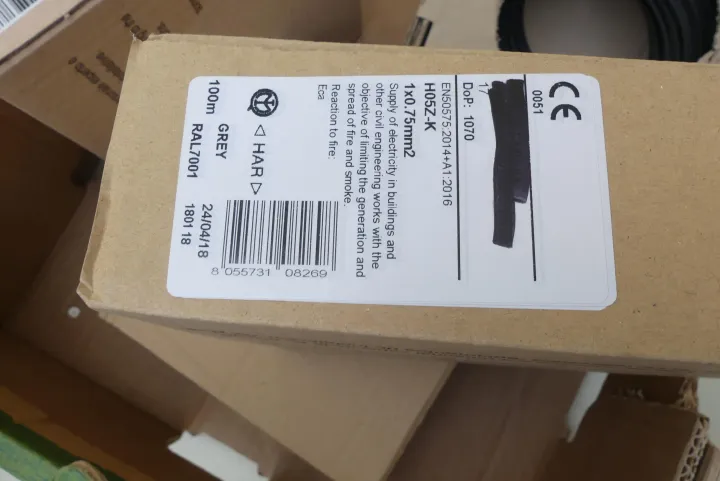 CE
0051
17
DoP: 1070
EN50575:2014+A1:2016
H05Z-K
1x0.75mm2
Supply of electricity in buildings and
other civil engineering works with the
objective of limiting the generation and
spread of fire and smoke.
Reaction to fire:
Eca
◁ HAR ▷
8 055731 08269
100m GREY 24/04/18
RAL7001 180118